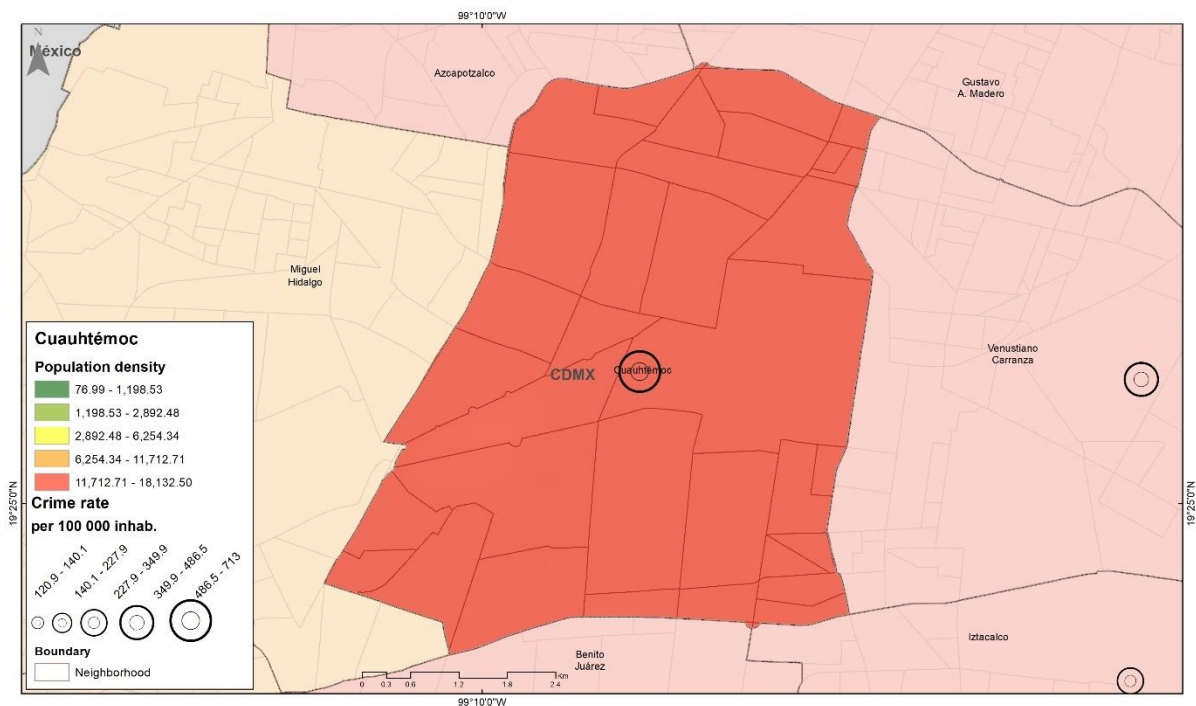 99°10'0"W
N
México
Azcapotzalco
Gustavo
A. Madero
Miguel
Hidalgo
Venustiano
Carranza
CDMX
Cuauhtémoc
Cuauhtémoc
Population density
76.99 - 1,198.53
1,198.53 - 2,892.48
2,892.48 - 6,254.34
6,254.34 - 11,712.71
11,712.71 - 18,132.50
Crime rate
per 100 000 inhab.
120.9 - 140.1
140.1 - 227.9
227.9 - 349.9
349.9 - 486.5
486.5 - 713
Boundary
Neighborhood
19°25'0"N
19°25'0"N
Iztacalco
Benito
Juárez
Km
0 0.3 0.6 1.2 1.8 2.4
99°10'0"W